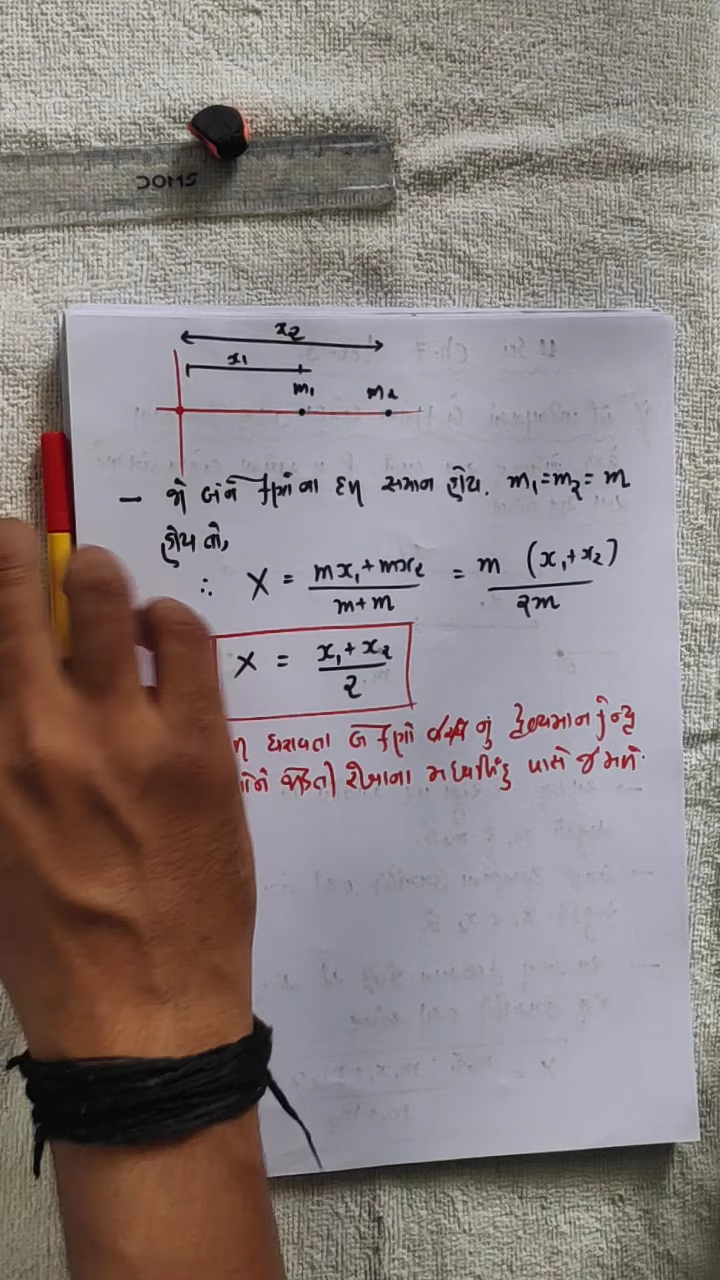 DOMS
x₂
x₁
m₁ m₂
– જો બંને કણોના દળ સમાન હોય. m₁=m₂= m
હોય તો,
∴ X = (mx₁+mx₂)/(m+m) = m (x₁+x₂)/2m
X = (x₁+x₂)/2
ધરાવતા બે કણો નું દ્રવ્યમાન કેન્દ્ર
જોડતી રેખાના મધ્યબિંદુ પાસે જ મળે.